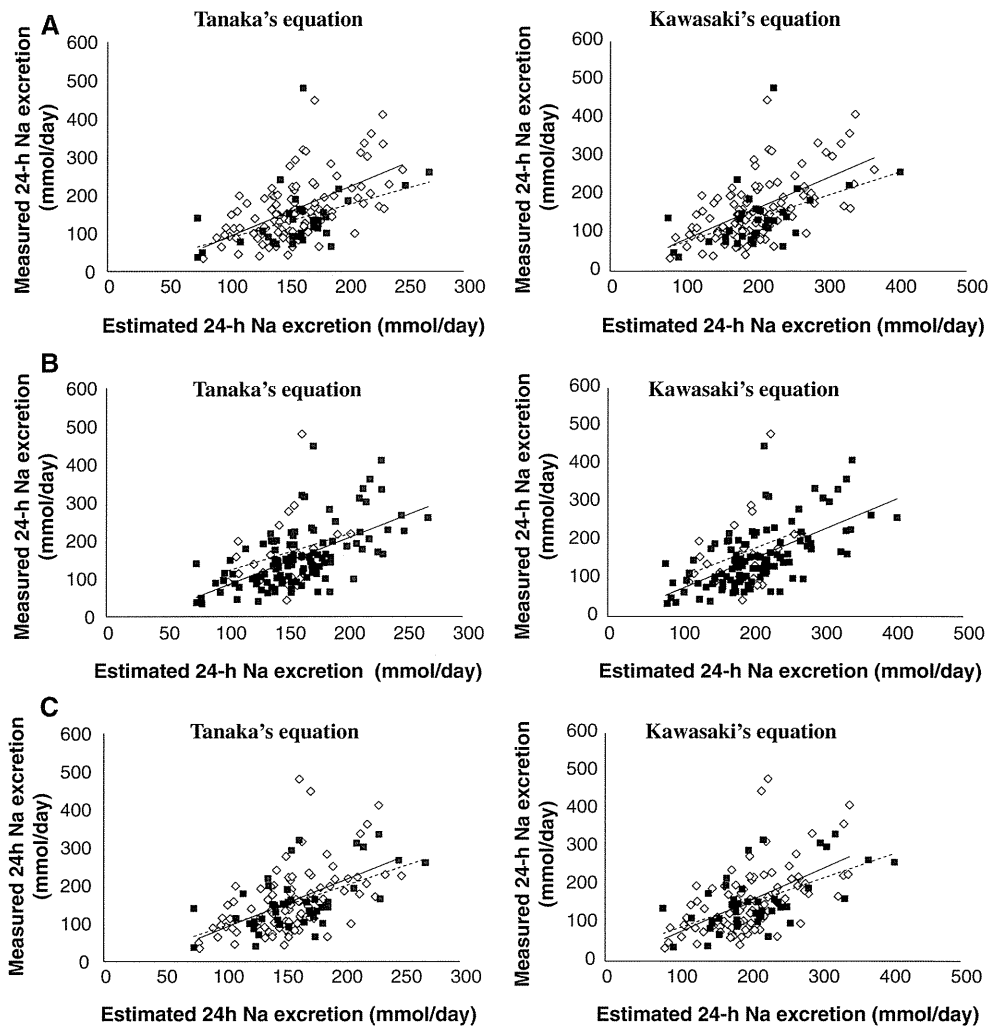 A
Tanaka's equation
Kawasaki's equation
Measured 24-h Na excretion
(mmol/day)
600
500
400
300
200
100
0
0 50 100 150 200 250 300
Estimated 24-h Na excretion (mmol/day)
Measured 24-h Na excretion
(mmol/day)
600
500
400
300
200
100
0
0 100 200 300 400 500
Estimated 24-h Na excretion (mmol/day)
B
Tanaka's equation
Kawasaki's equation
Measured 24-h Na excretion
(mmol/day)
600
500
400
300
200
100
0
0 50 100 150 200 250 300
Estimated 24-h Na excretion (mmol/day)
Measured 24-h Na excretion
(mmol/day)
600
500
400
300
200
100
0
0 100 200 300 400 500
Estimated 24-h Na excretion (mmol/day)
C
Tanaka's equation
Kawasaki's equation
Measured 24h Na excretion
(mmol/day)
600
500
400
300
200
100
0
0 50 100 150 200 250 300
Estimated 24h Na excretion (mmol/day)
Measured 24-h Na excretion
(mmol/day)
600
500
400
300
200
100
0
0 100 200 300 400 500
Estimated 24-h Na excretion (mmol/day)